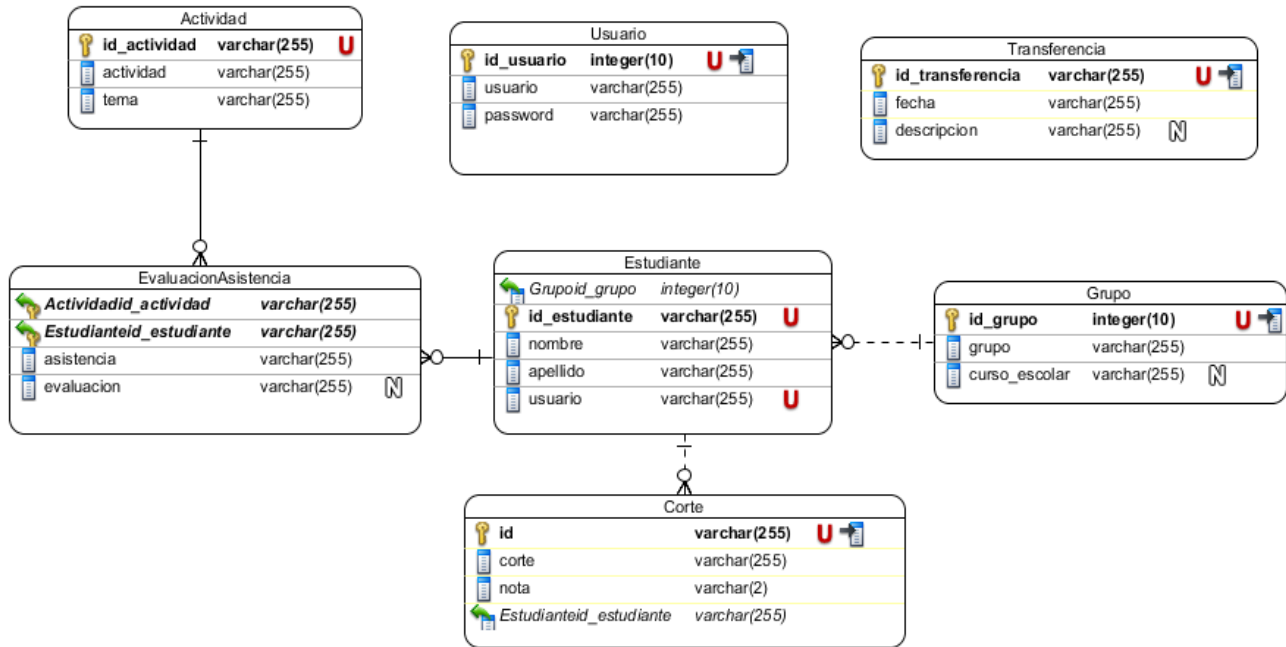 Actividad
id_actividad varchar(255) U
actividad varchar(255)
tema varchar(255)
Usuario
id_usuario integer(10) U
usuario varchar(255)
password varchar(255)
Transferencia
id_transferencia varchar(255) U
fecha varchar(255)
descripcion varchar(255) N
EvaluacionAsistencia
Actividadid_actividad varchar(255)
Estudianteid_estudiante varchar(255)
asistencia varchar(255)
evaluacion varchar(255) N
Estudiante
Grupoid_grupo integer(10)
id_estudiante varchar(255) U
nombre varchar(255)
apellido varchar(255)
usuario varchar(255) U
Grupo
id_grupo integer(10) U
grupo varchar(255)
curso_escolar varchar(255) N
Corte
id varchar(255) U
corte varchar(255)
nota varchar(2)
Estudianteid_estudiante varchar(255)